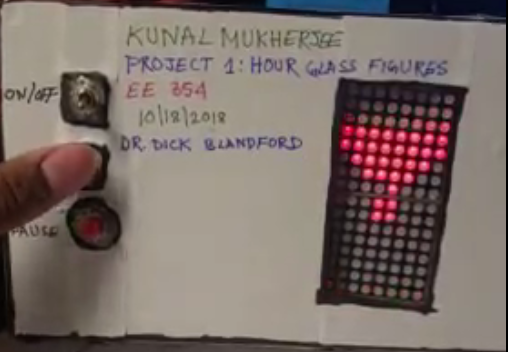 KUNAL MUKHERJEE
PROJECT 1: HOUR GLASS FIGURES
ON/OFF
EE 354
10/18/2018
DR. DICK BLANDFORD
PAUSE